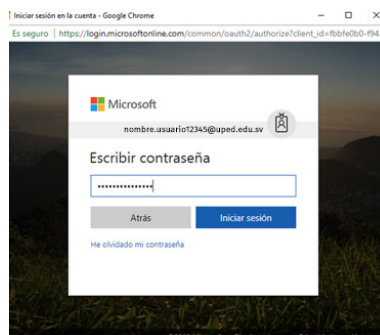 Iniciar sesión en la cuenta - Google Chrome
Es seguro | https://login.microsoftonline.com/common/oauth2/authorize?client_id=fbbfe0b0-f94
Microsoft
nombre.usuario12345@uped.edu.sv
Escribir contraseña
Atrás
Iniciar sesión
He olvidado mi contraseña